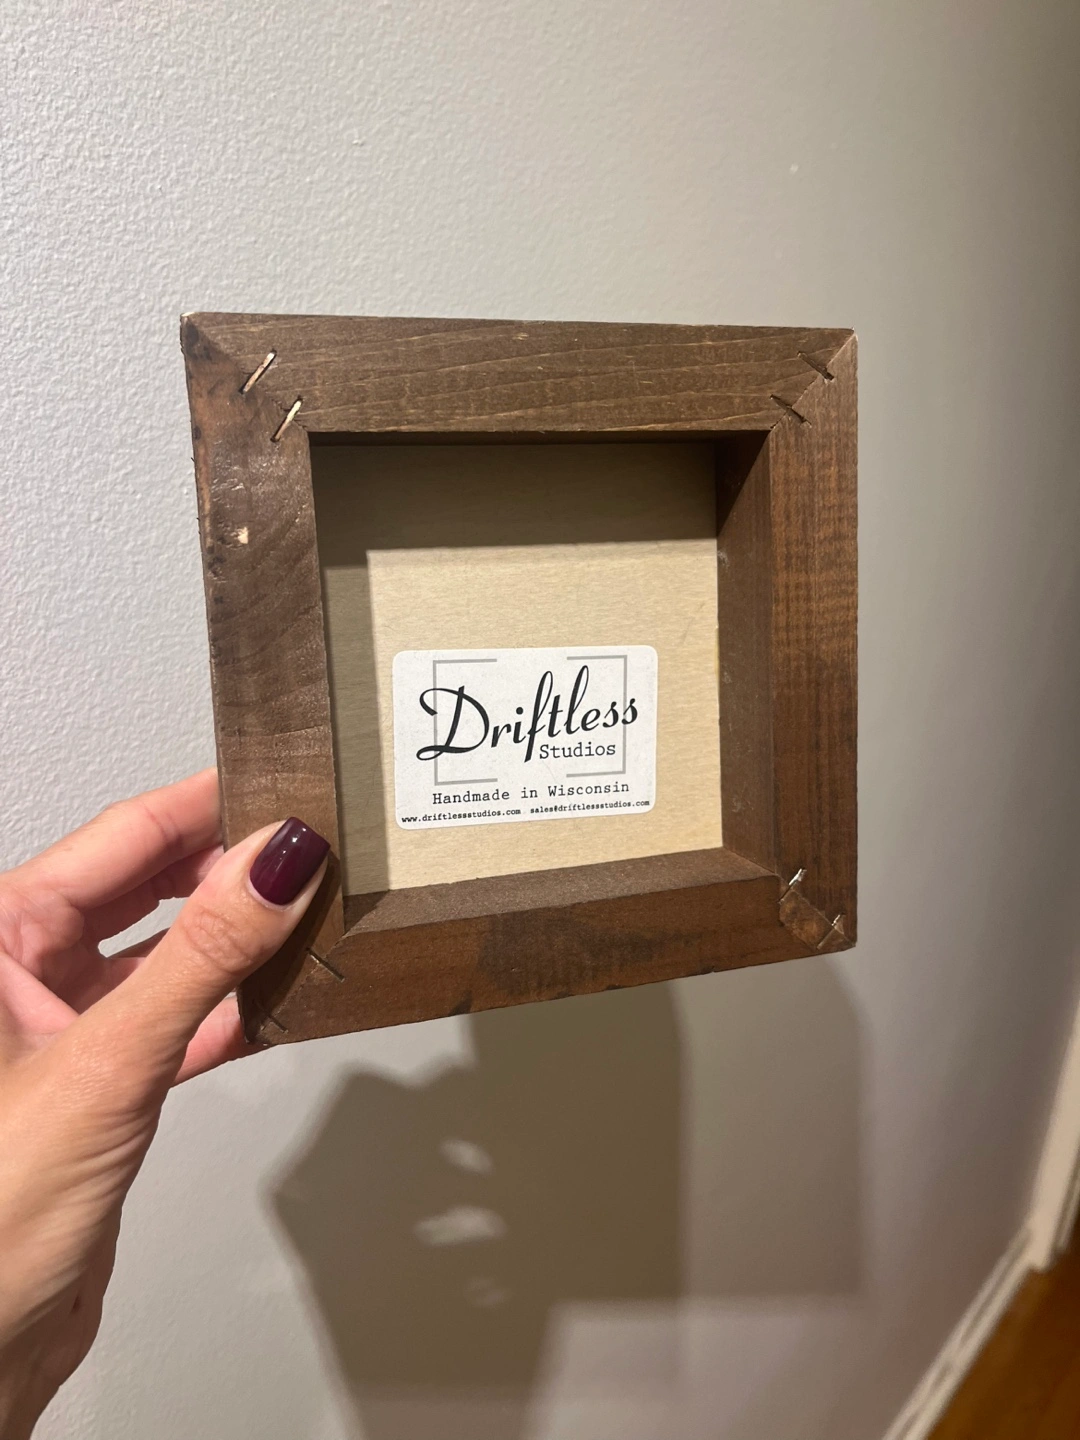 Driftless
Studios
Handmade in Wisconsin
www.driftlessstudios.com sales@driftlessstudios.com